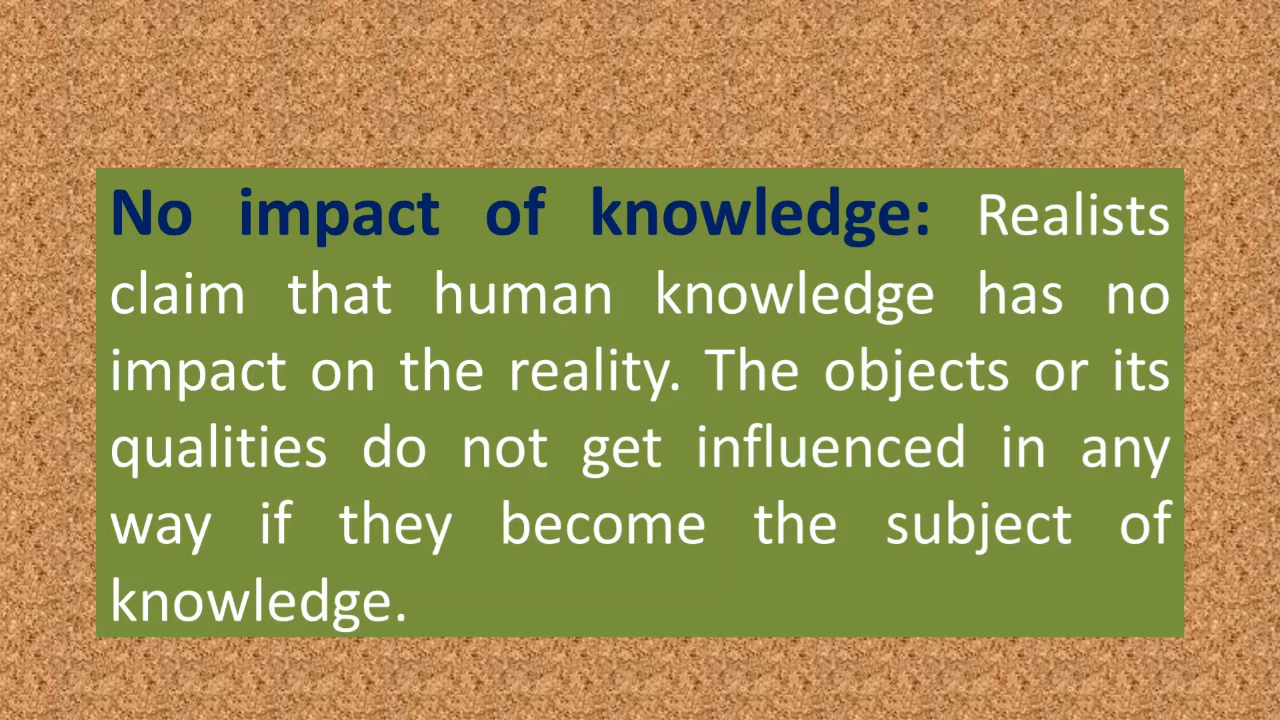 No impact of knowledge: Realists
claim that human knowledge has no
impact on the reality. The objects or its
qualities do not get influenced in any
way if they become the subject of
knowledge.